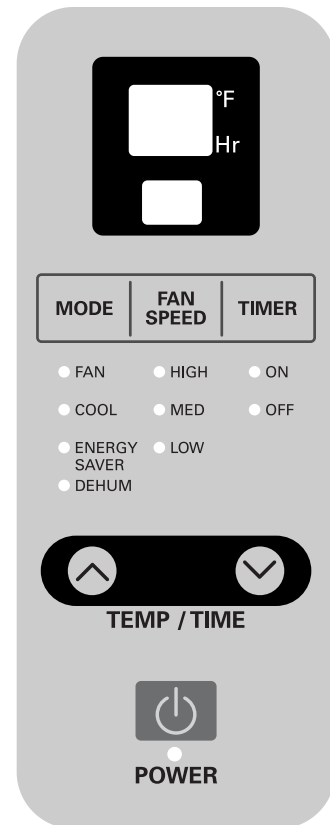 °F
Hr
MODE
FAN
SPEED
TIMER
FAN
HIGH
ON
COOL
MED
OFF
ENERGY
SAVER
LOW
DEHUM
TEMP / TIME
POWER